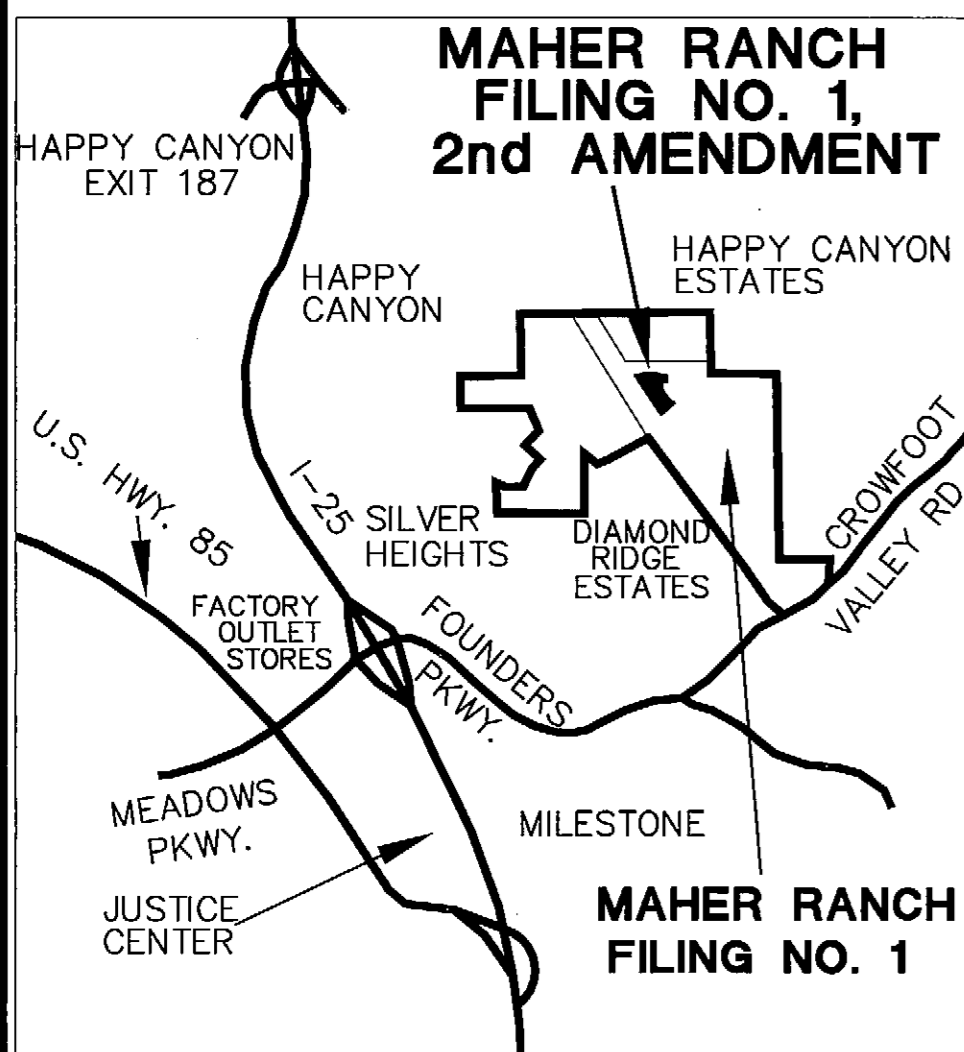 MAHER RANCH
FILING NO. 1,
2nd AMENDMENT
HAPPY CANYON
EXIT 187
HAPPY CANYON
ESTATES
HAPPY
CANYON
U.S. HWY. 85
I-25
SILVER
HEIGHTS
DIAMOND
RIDGE
ESTATES
CROWFOOT
VALLEY RD
FACTORY
OUTLET
STORES
FOUNDERS
PKWY.
MEADOWS
PKWY.
MILESTONE
JUSTICE
CENTER
MAHER RANCH
FILING NO. 1